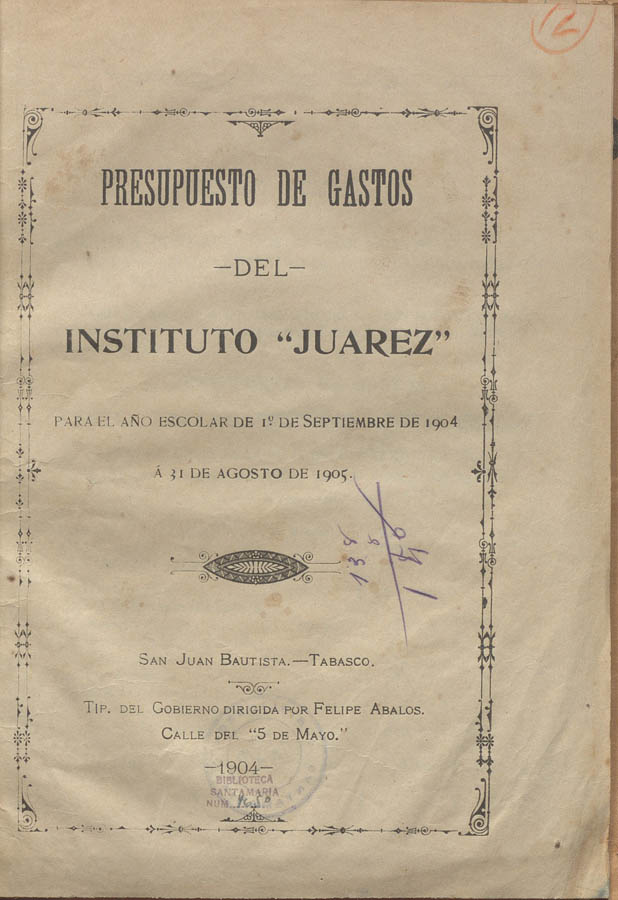 12
PRESUPUESTO DE GASTOS
—DEL—
INSTITUTO “JUAREZ”
PARA EL AÑO ESCOLAR DE 1º DE SEPTIEMBRE DE 1904
Á 31 DE AGOSTO DE 1905.
SAN JUAN BAUTISTA.—TABASCO.
TIP. DEL GOBIERNO DIRIGIDA POR FELIPE ABALOS.
CALLE DEL “5 DE MAYO.”
—1904—
BIBLIOTECA
SANTAMARIA
NUM.